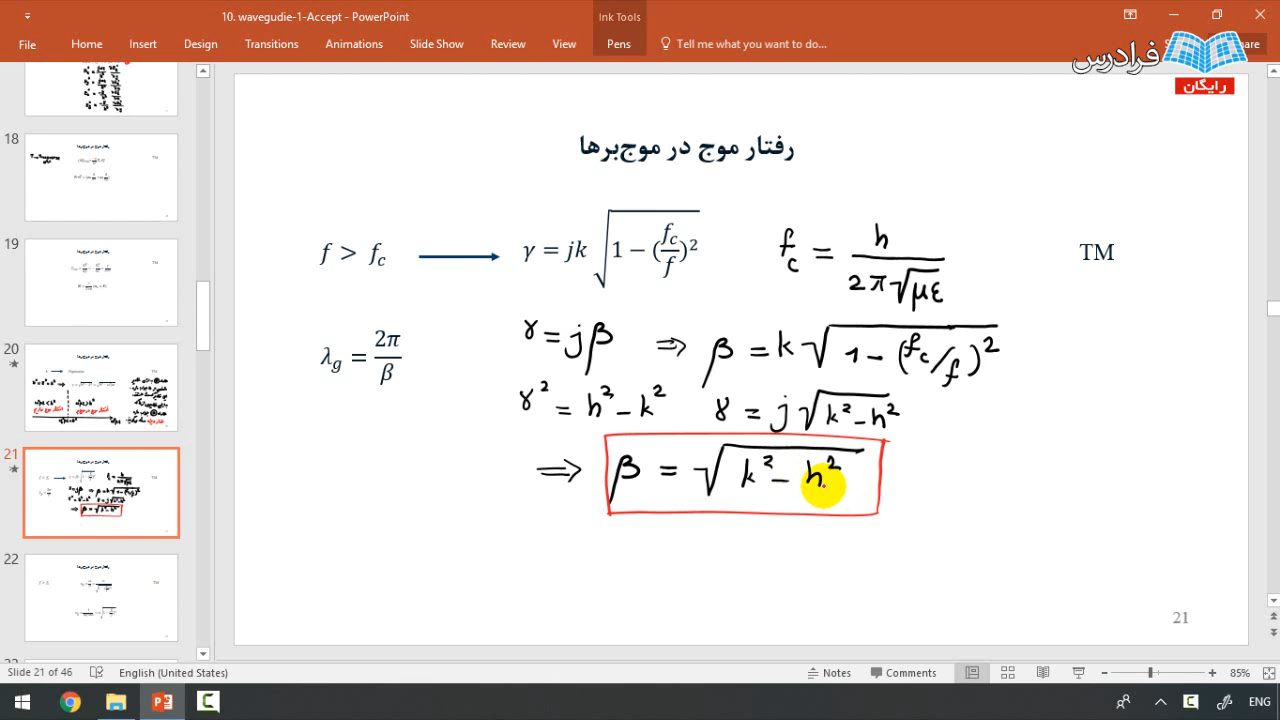 10. wavegudie-1-Accept - PowerPoint
Ink Tools
File Home Insert Design Transitions Animations Slide Show Review View Pens Tell me what you want to do...
فرادرس
رایگان
رفتار موج در موج‌برها
f > f_c ⟶ γ = jk √(1 − (f_c/f)²)
f_c = h / (2π√με)
TM
λ_g = 2π/β
γ = jβ ⇒ β = k √(1 − (f_c/f)²)
γ² = h² − k² γ = j √(k² − h²)
⇒ β = √(k² − h²)
21
18
TM
19
20
21
22
Slide 21 of 46 English (United States) Notes Comments 85%
ENG